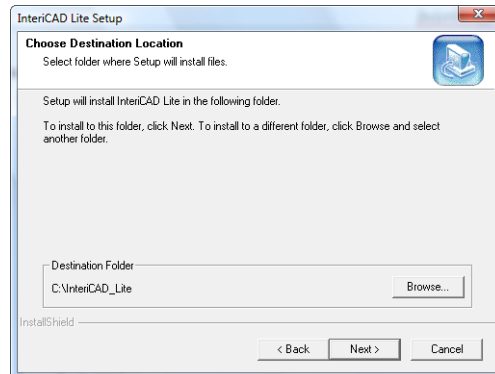 InteriCAD Lite Setup
Choose Destination Location
Select folder where Setup will install files.
Setup will install InteriCAD Lite in the following folder.
To install to this folder, click Next. To install to a different folder, click Browse and select
another folder.
Destination Folder
C:\InteriCAD_Lite
Browse...
InstallShield
< Back
Next >
Cancel